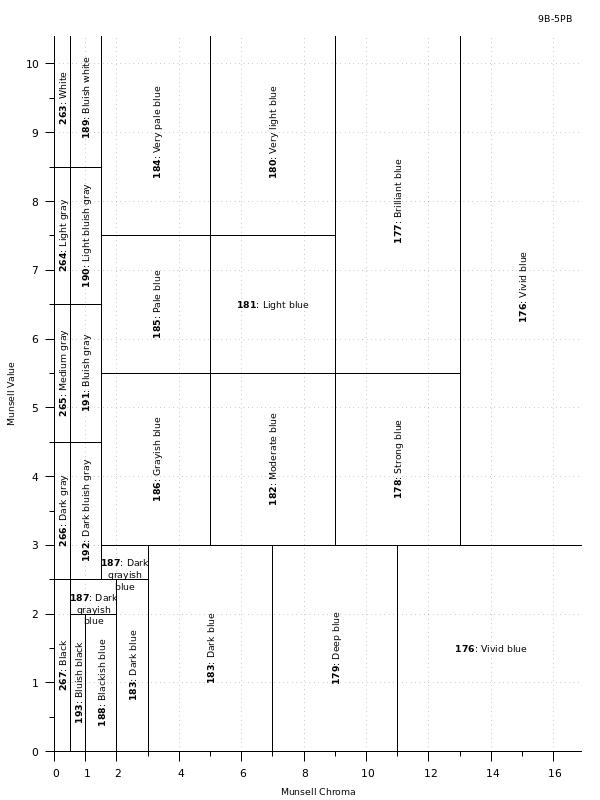 9B-5PB
10
9
8
7
6
5
4
3
2
1
0
Munsell Value
263: White
189: Bluish white
184: Very pale blue
180: Very light blue
177: Brilliant blue
176: Vivid blue
264: Light gray
190: Light bluish gray
185: Pale blue
181: Light blue
265: Medium gray
191: Bluish gray
186: Grayish blue
182: Moderate blue
178: Strong blue
266: Dark gray
192: Dark bluish gray
187: Dark
grayish
blue
187: Dark
grayish
blue
267: Black
193: Bluish black
188: Blackish blue
183: Dark blue
183: Dark blue
179: Deep blue
176: Vivid blue
0 1 2 4 6 8 10 12 14 16
Munsell Chroma